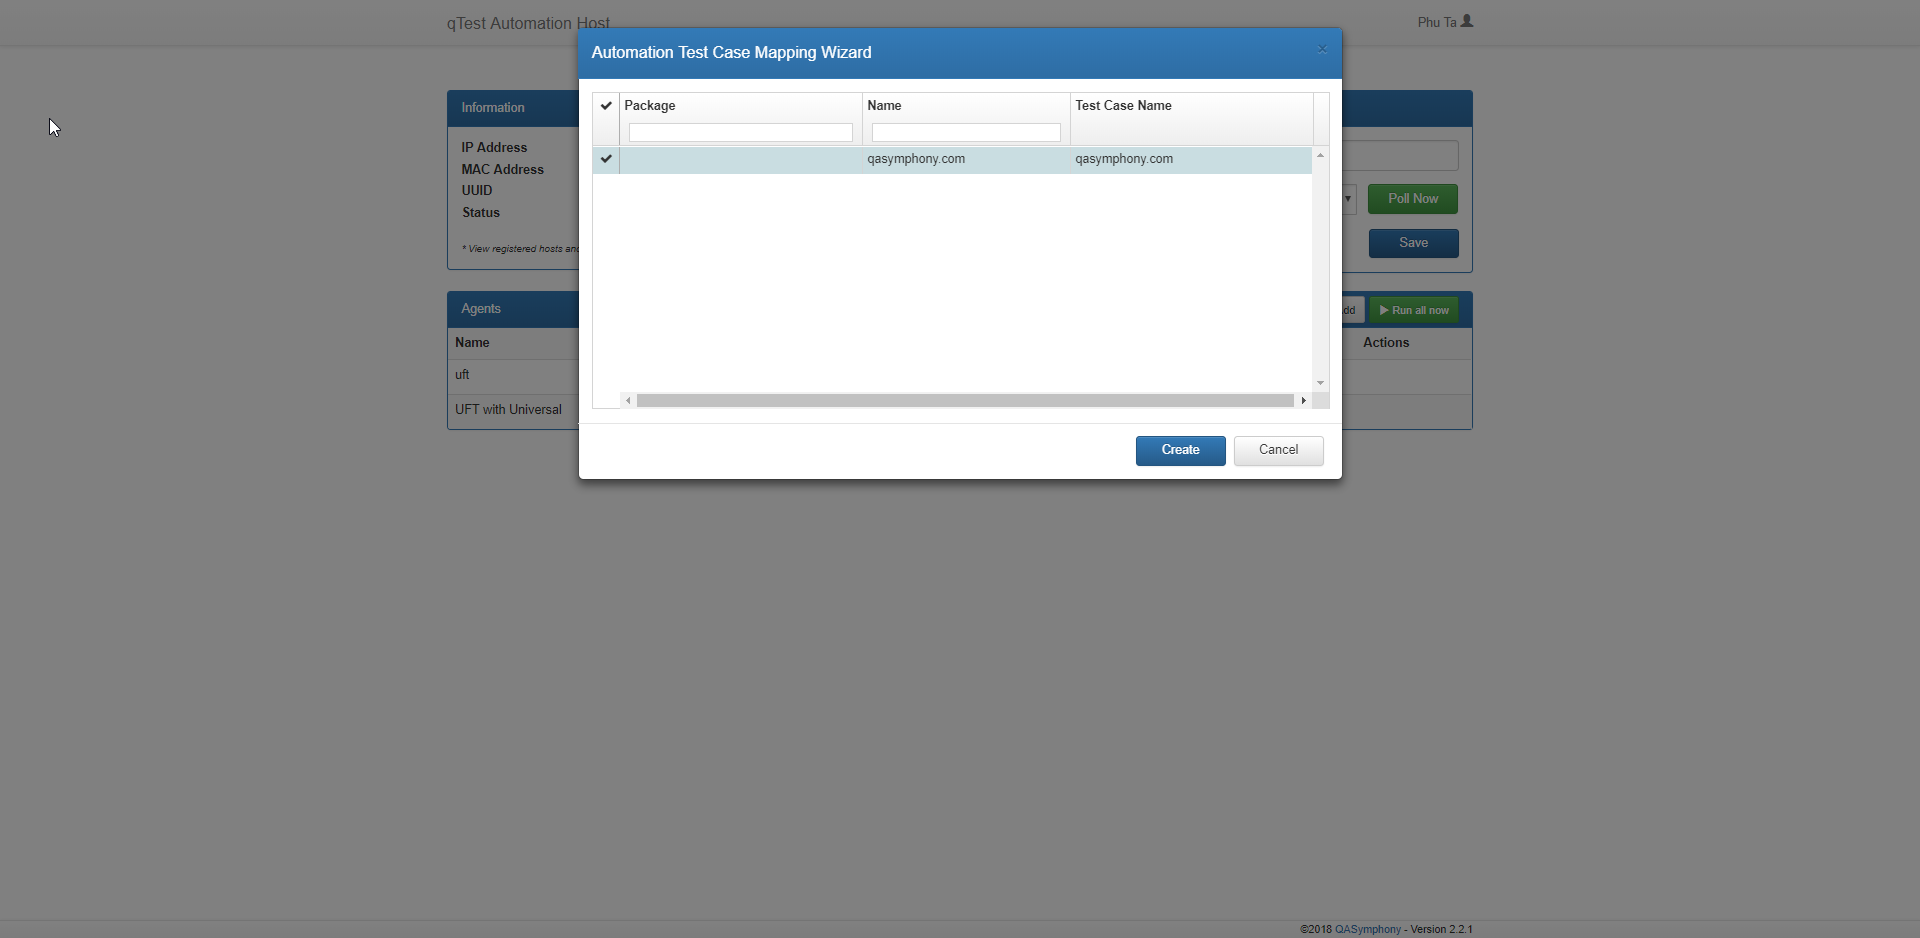 qTest Automation Host
Phu Ta
Automation Test Case Mapping Wizard
×
Package Name Test Case Name
qasymphony.com qasymphony.com
Create Cancel
Information
IP Address
MAC Address
UUID
Status
* View registered hosts and
Poll Now
Save
Agents
Run all now
Name Actions
uft
UFT with Universal
©2018 QASymphony - Version 2.2.1